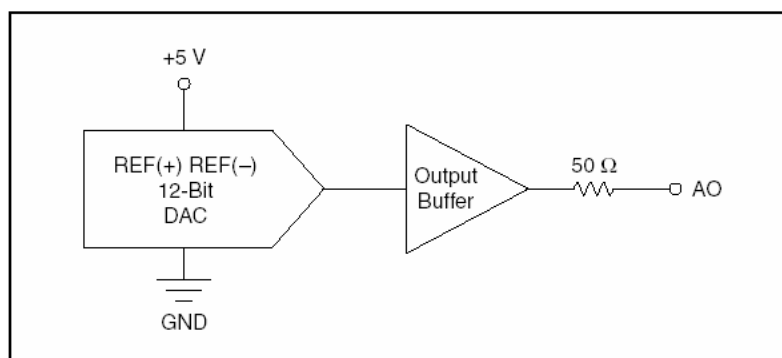 +5 V
REF(+) REF(–)
12-Bit
DAC
GND
Output
Buffer
50 Ω
AO